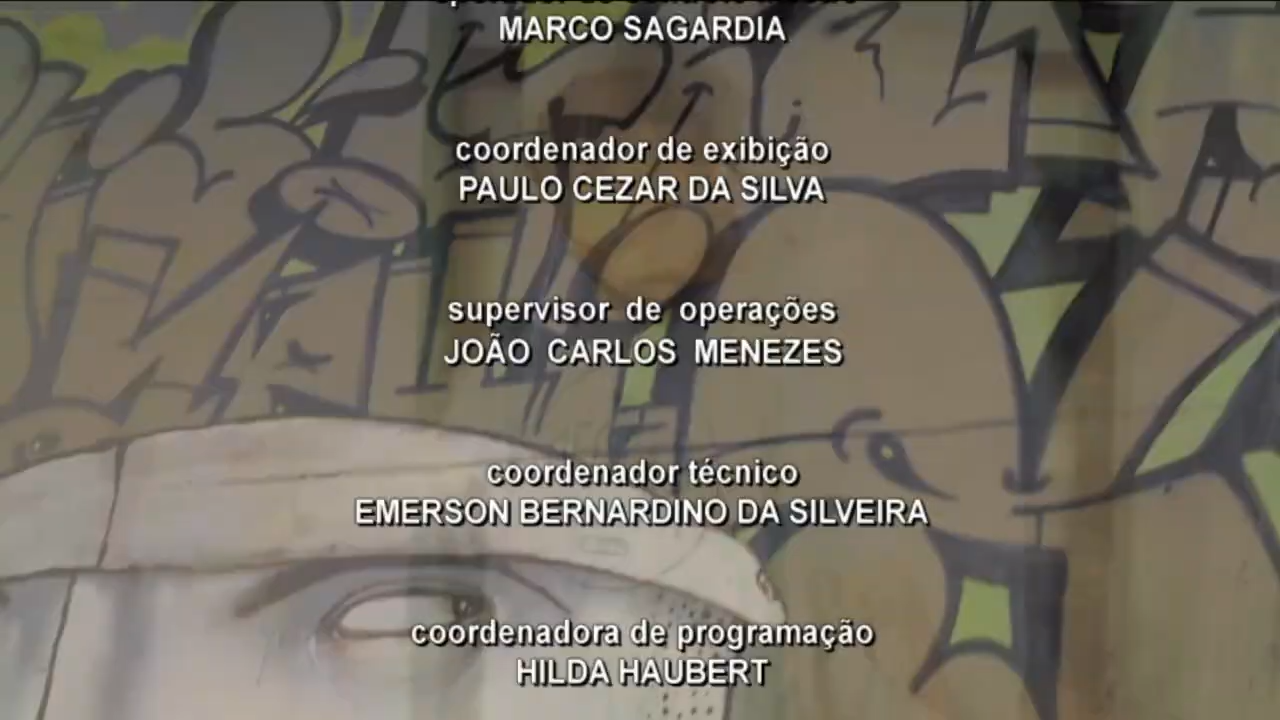 MARCO SAGARDIA
coordenador de exibição
PAULO CEZAR DA SILVA
supervisor de operações
JOÃO CARLOS MENEZES
coordenador técnico
EMERSON BERNARDINO DA SILVEIRA
coordenadora de programação
HILDA HAUBERT